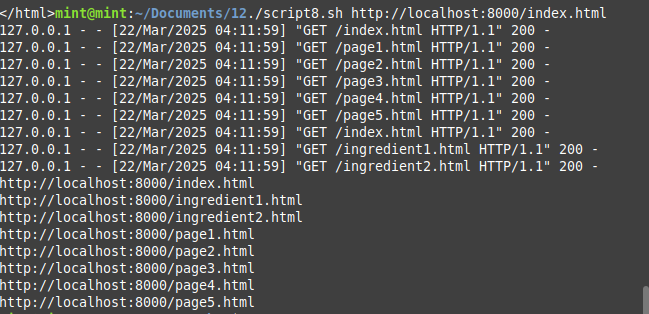 </html>mint@mint:~/Documents/12./script8.sh http://localhost:8000/index.html
127.0.0.1 - - [22/Mar/2025 04:11:59] "GET /index.html HTTP/1.1" 200 -
127.0.0.1 - - [22/Mar/2025 04:11:59] "GET /page1.html HTTP/1.1" 200 -
127.0.0.1 - - [22/Mar/2025 04:11:59] "GET /page2.html HTTP/1.1" 200 -
127.0.0.1 - - [22/Mar/2025 04:11:59] "GET /page3.html HTTP/1.1" 200 -
127.0.0.1 - - [22/Mar/2025 04:11:59] "GET /page4.html HTTP/1.1" 200 -
127.0.0.1 - - [22/Mar/2025 04:11:59] "GET /page5.html HTTP/1.1" 200 -
127.0.0.1 - - [22/Mar/2025 04:11:59] "GET /index.html HTTP/1.1" 200 -
127.0.0.1 - - [22/Mar/2025 04:11:59] "GET /ingredient1.html HTTP/1.1" 200 -
127.0.0.1 - - [22/Mar/2025 04:11:59] "GET /ingredient2.html HTTP/1.1" 200 -
http://localhost:8000/index.html
http://localhost:8000/ingredient1.html
http://localhost:8000/ingredient2.html
http://localhost:8000/page1.html
http://localhost:8000/page2.html
http://localhost:8000/page3.html
http://localhost:8000/page4.html
http://localhost:8000/page5.html